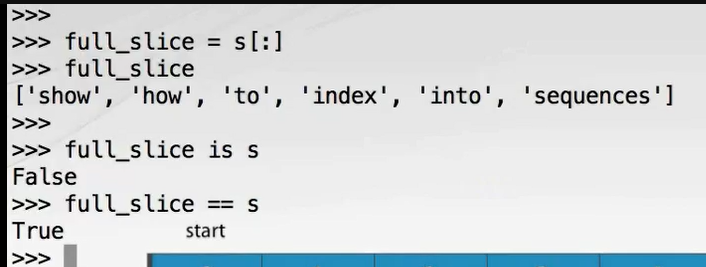 >>>
>>> full_slice = s[:]
>>> full_slice
['show', 'how', 'to', 'index', 'into', 'sequences']
>>>
>>> full_slice is s
False
>>> full_slice == s
True
start
>>>